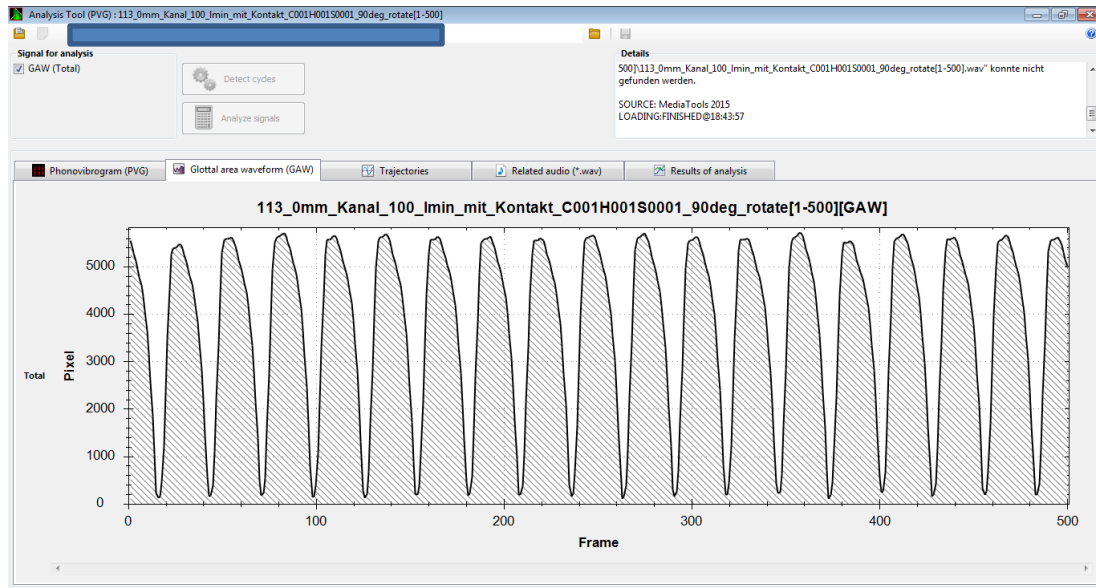 Analysis Tool (PVG) : 113_0mm_Kanal_100_lmin_mit_Kontakt_C001H001S0001_90deg_rotate[1-500]
Signal for analysis
GAW (Total)
Detect cycles
Analyze signals
Details
500]\113_0mm_Kanal_100_lmin_mit_Kontakt_C001H001S0001_90deg_rotate[1-500].wav" konnte nicht
gefunden werden.
SOURCE: MediaTools 2015
LOADING:FINISHED@18:43:57
Phonovibrogram (PVG)
Glottal area waveform (GAW)
Trajectories
Related audio (*.wav)
Results of analysis
113_0mm_Kanal_100_lmin_mit_Kontakt_C001H001S0001_90deg_rotate[1-500][GAW]
5000
4000
3000
2000
1000
0
Total
Pixel
0 100 200 300 400 500
Frame